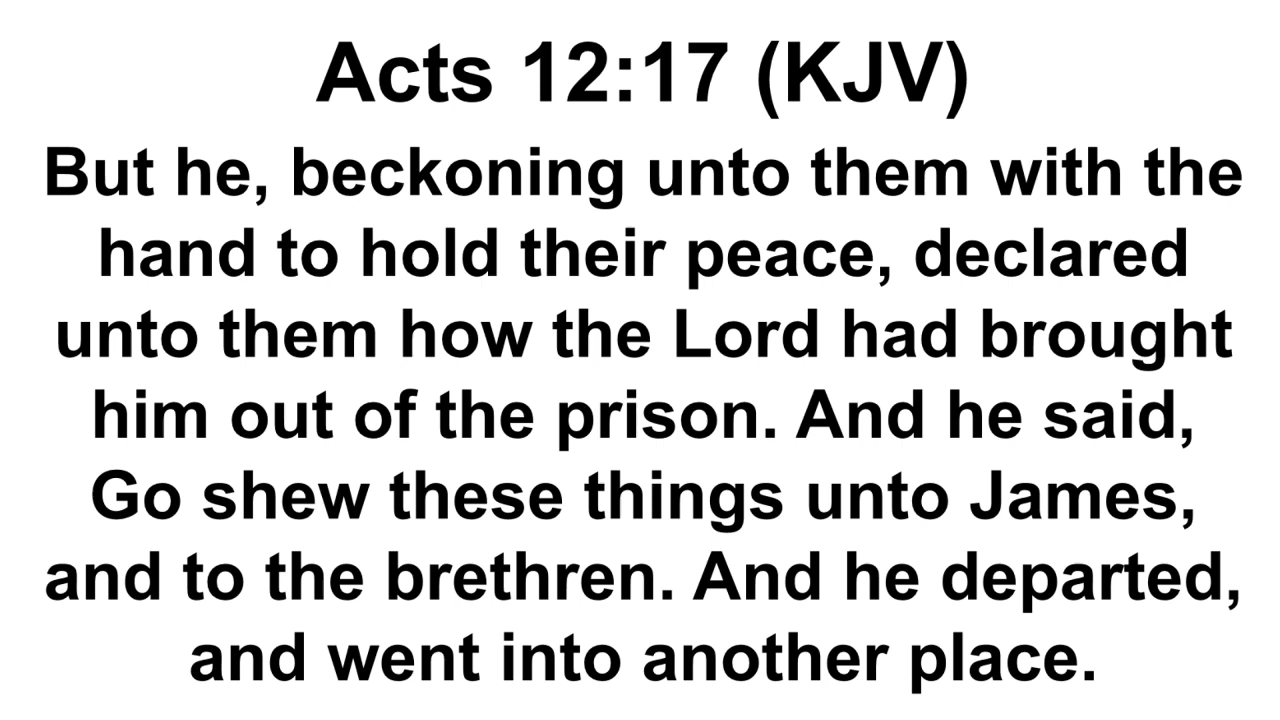 Acts 12:17 (KJV)
But he, beckoning unto them with the
hand to hold their peace, declared
unto them how the Lord had brought
him out of the prison. And he said,
Go shew these things unto James,
and to the brethren. And he departed,
and went into another place.